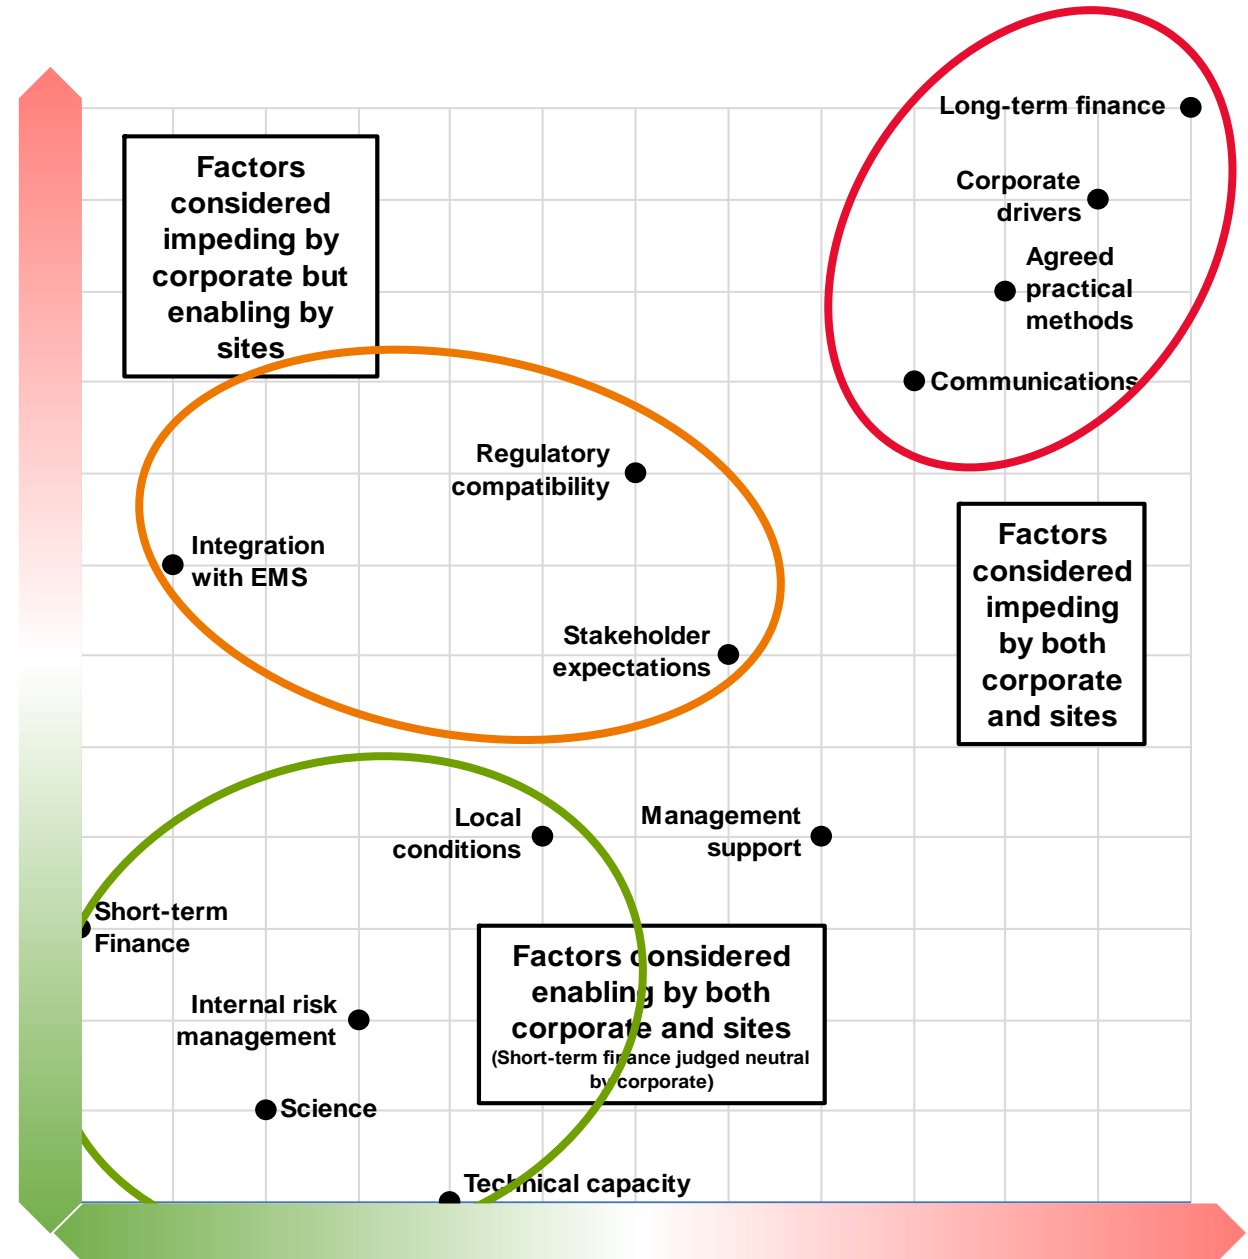 Long-term finance
Corporate
drivers
Agreed
practical
methods
Communications
Factors
considered
impeding by
corporate but
enabling by
sites
Regulatory
compatibility
Integration
with EMS
Stakeholder
expectations
Factors
considered
impeding
by both
corporate
and sites
Local
conditions
Management
support
Short-term
Finance
Factors considered
enabling by both
corporate and sites
(Short-term finance judged neutral
by corporate)
Internal risk
management
Science
Technical capacity